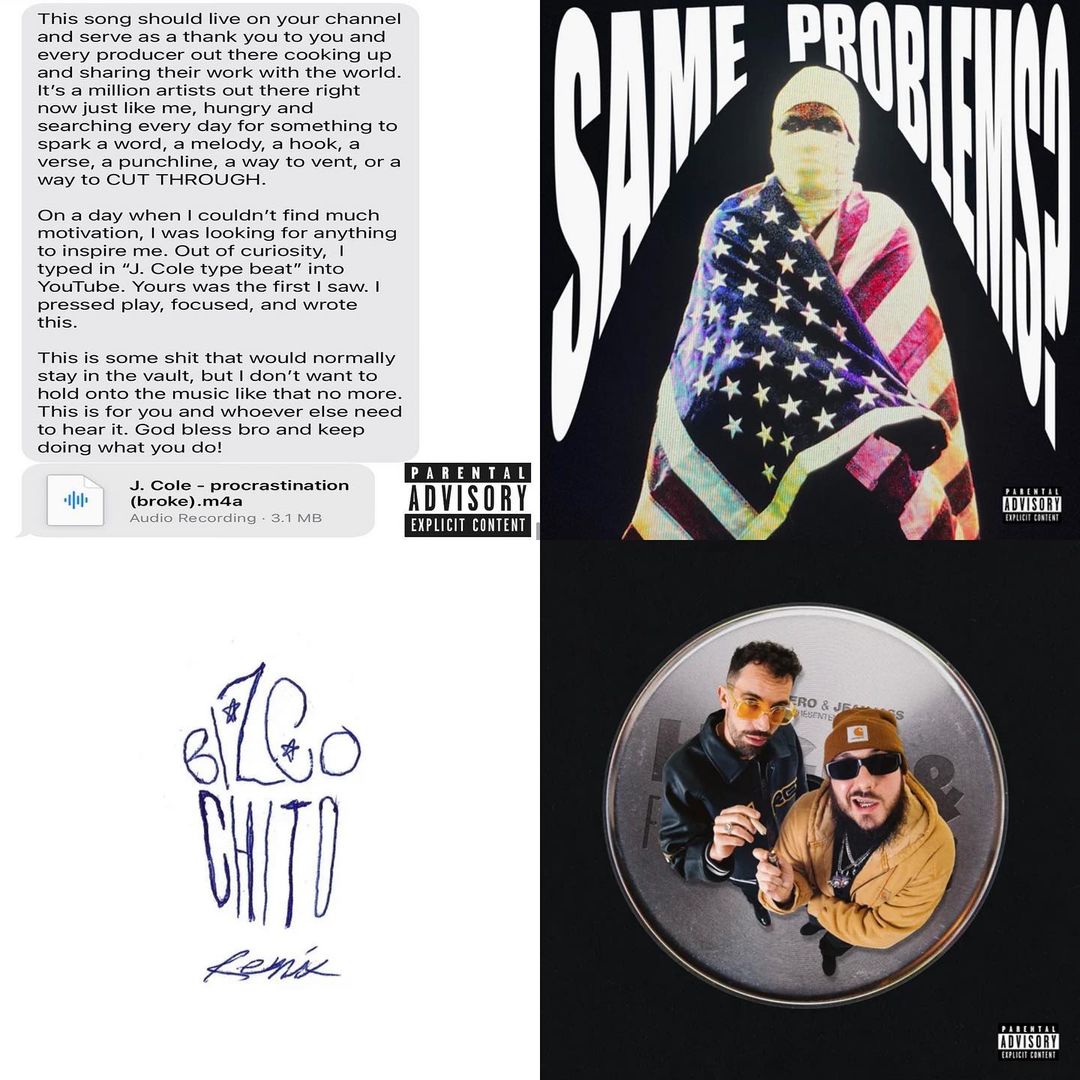 This song should live on your channel
and serve as a thank you to you and
every producer out there cooking up
and sharing their work with the world.
It's a million artists out there right
now just like me, hungry and
searching every day for something to
spark a word, a melody, a hook, a
verse, a punchline, a way to vent, or a
way to CUT THROUGH.
On a day when I couldn't find much
motivation, I was looking for anything
to inspire me. Out of curiosity, I
typed in "J. Cole type beat" into
YouTube. Yours was the first I saw. I
pressed play, focused, and wrote
this.
This is some shit that would normally
stay in the vault, but I don't want to
hold onto the music like that no more.
This is for you and whoever else need
to hear it. God bless bro and keep
doing what you do!
J. Cole - procrastination
(broke).m4a
Audio Recording · 3.1 MB
PARENTAL
ADVISORY
EXPLICIT CONTENT
SAME PROBLEMS?
PARENTAL
ADVISORY
EXPLICIT CONTENT
BIZCO
CHITO
Remix
&
PARENTAL
ADVISORY
EXPLICIT CONTENT